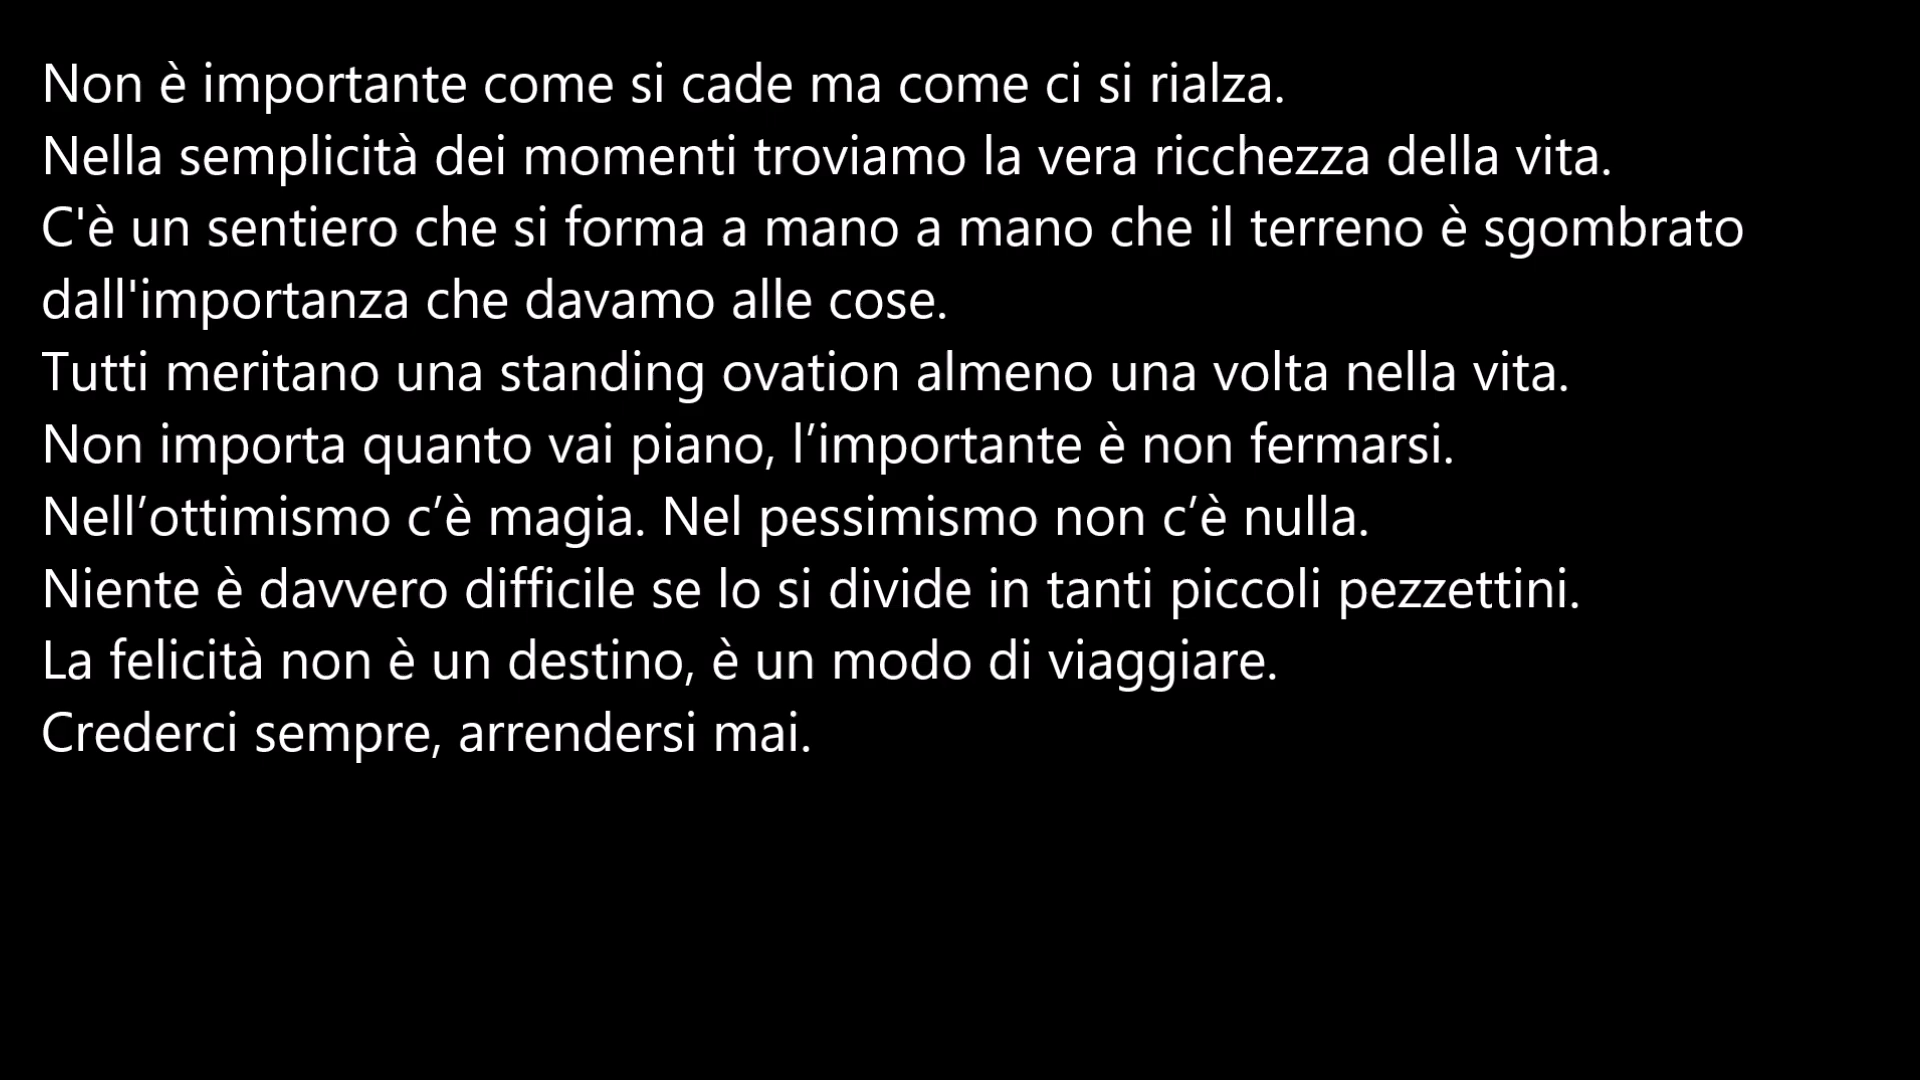 Non è importante come si cade ma come ci si rialza.
Nella semplicità dei momenti troviamo la vera ricchezza della vita.
C'è un sentiero che si forma a mano a mano che il terreno è sgombrato
dall'importanza che davamo alle cose.
Tutti meritano una standing ovation almeno una volta nella vita.
Non importa quanto vai piano, l’importante è non fermarsi.
Nell’ottimismo c’è magia. Nel pessimismo non c’è nulla.
Niente è davvero difficile se lo si divide in tanti piccoli pezzettini.
La felicità non è un destino, è un modo di viaggiare.
Crederci sempre, arrendersi mai.